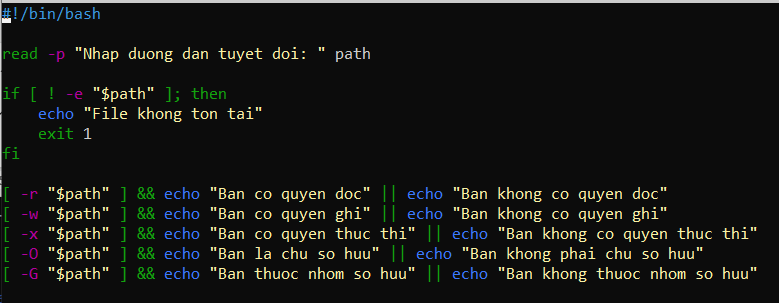 #!/bin/bash
read -p "Nhap duong dan tuyet doi: " path
if [ ! -e "$path" ]; then
    echo "File khong ton tai"
    exit 1
fi
[ -r "$path" ] && echo "Ban co quyen doc" || echo "Ban khong co quyen doc"
[ -w "$path" ] && echo "Ban co quyen ghi" || echo "Ban khong co quyen ghi"
[ -x "$path" ] && echo "Ban co quyen thuc thi" || echo "Ban khong co quyen thuc thi"
[ -O "$path" ] && echo "Ban la chu so huu" || echo "Ban khong phai chu so huu"
[ -G "$path" ] && echo "Ban thuoc nhom so huu" || echo "Ban khong thuoc nhom so huu"